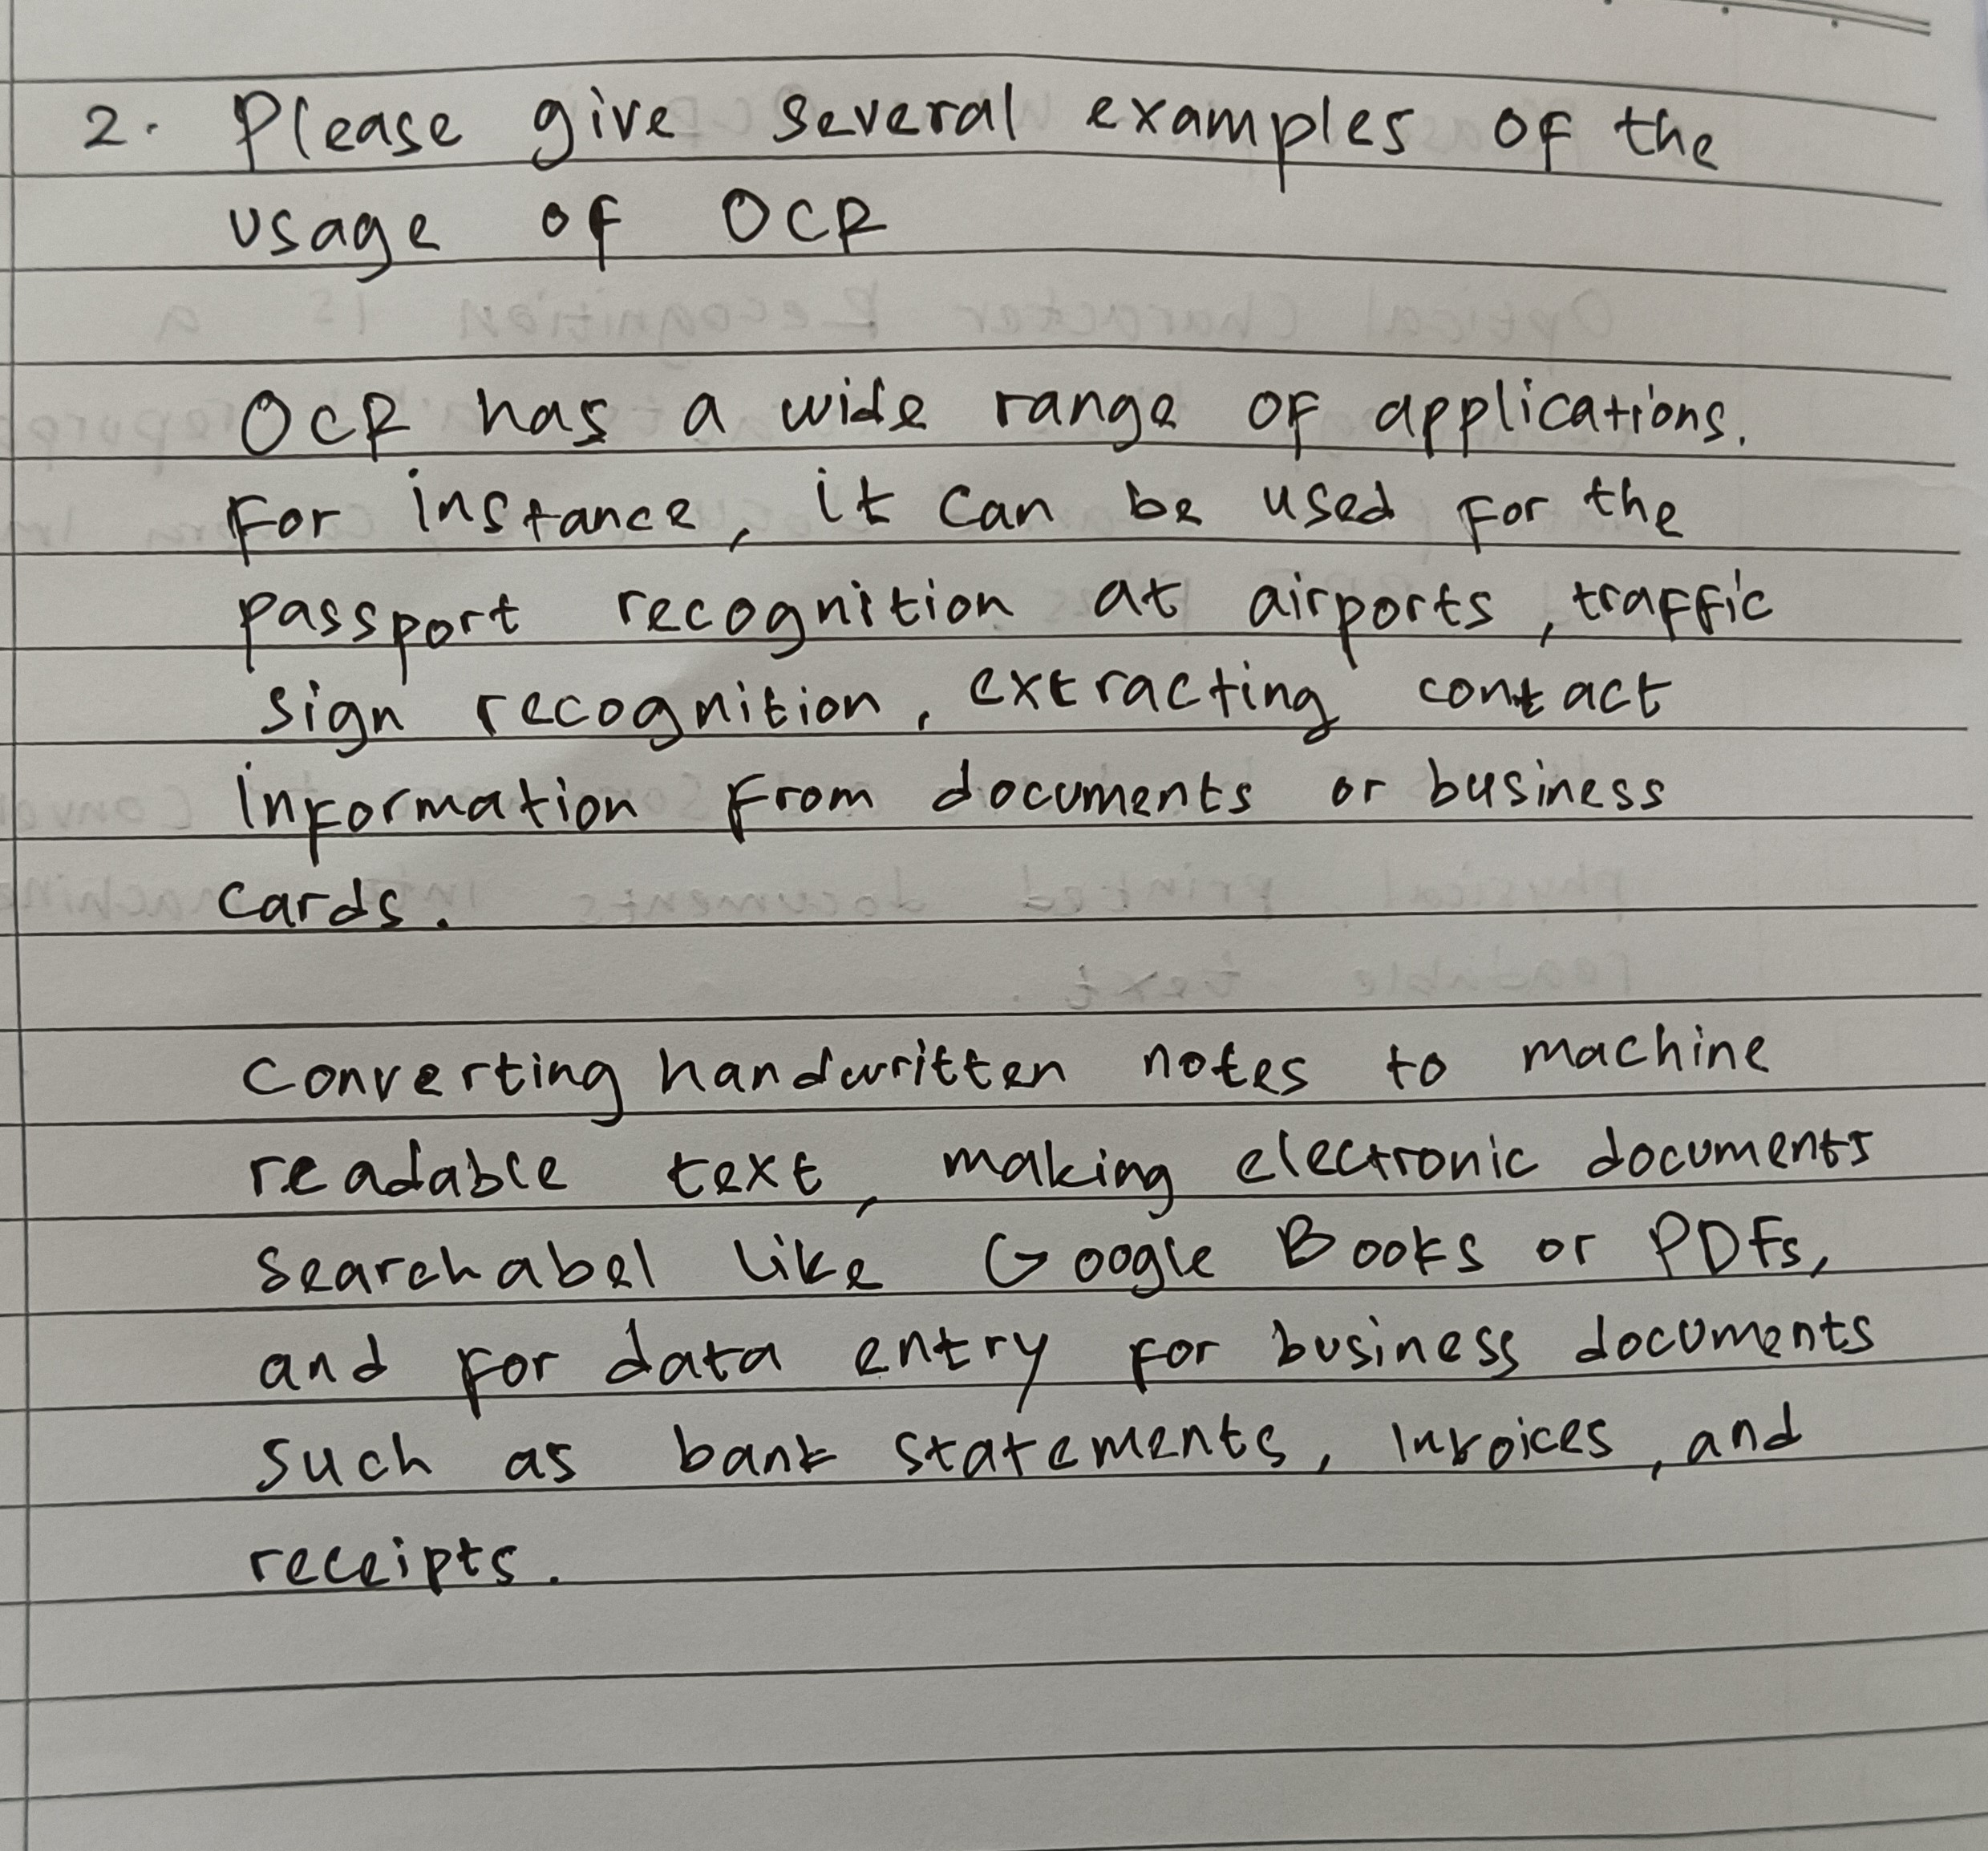 2. Please give several examples of the
usage of OCR
OCR has a wide range of applications.
For instance, it can be used for the
passport recognition at airports, traffic
sign recognition, extracting contact
information from documents or business
cards.
Converting handwritten notes to machine
readable text, making electronic documents
searchabel like Google Books or PDFs,
and for data entry for business documents
such as bank statements, invoices, and
receipts.